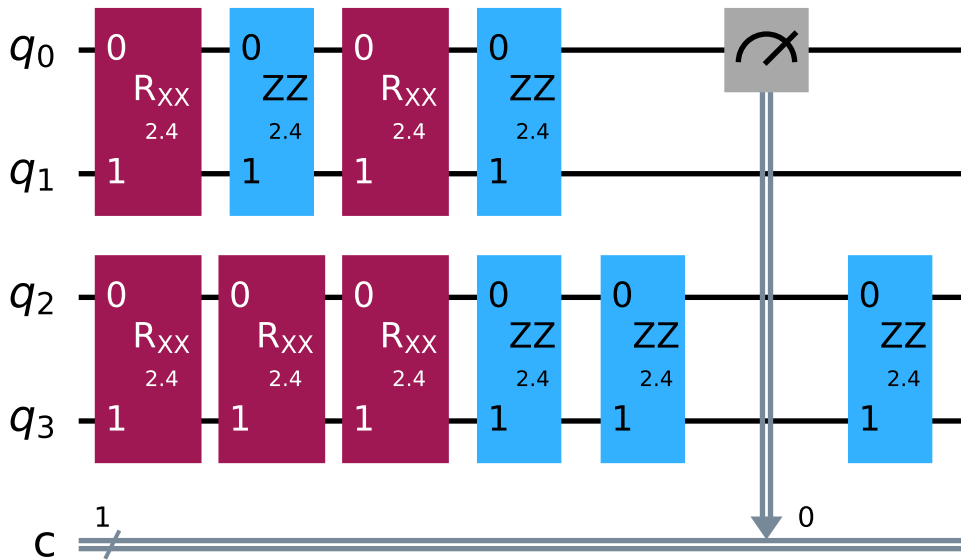 q0 0 0 0 0
RXX ZZ RXX ZZ
2.4 2.4 2.4 2.4
q1 1 1 1 1
q2 0 0 0 0 0 0
RXX RXX RXX ZZ ZZ ZZ
2.4 2.4 2.4 2.4 2.4 2.4
q3 1 1 1 1 1 1
1 0
c